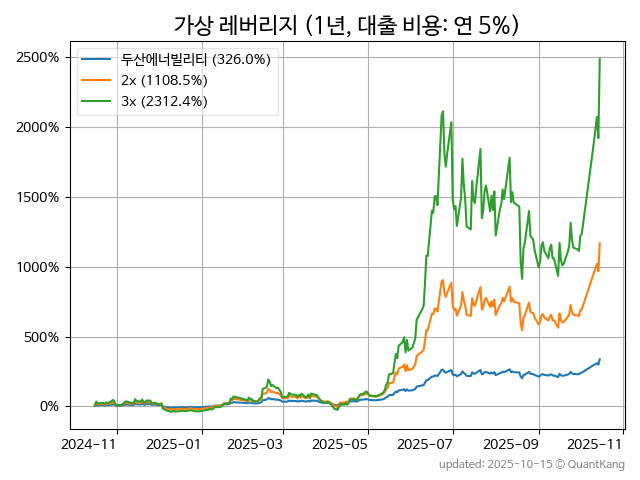 가상 레버리지 (1년, 대출 비용: 연 5%)
두산에너빌리티 (326.0%)
2x (1108.5%)
3x (2312.4%)
2500%
2000%
1500%
1000%
500%
0%
2024-11 2025-01 2025-03 2025-05 2025-07 2025-09 2025-11
updated: 2025-10-15 © QuantKang